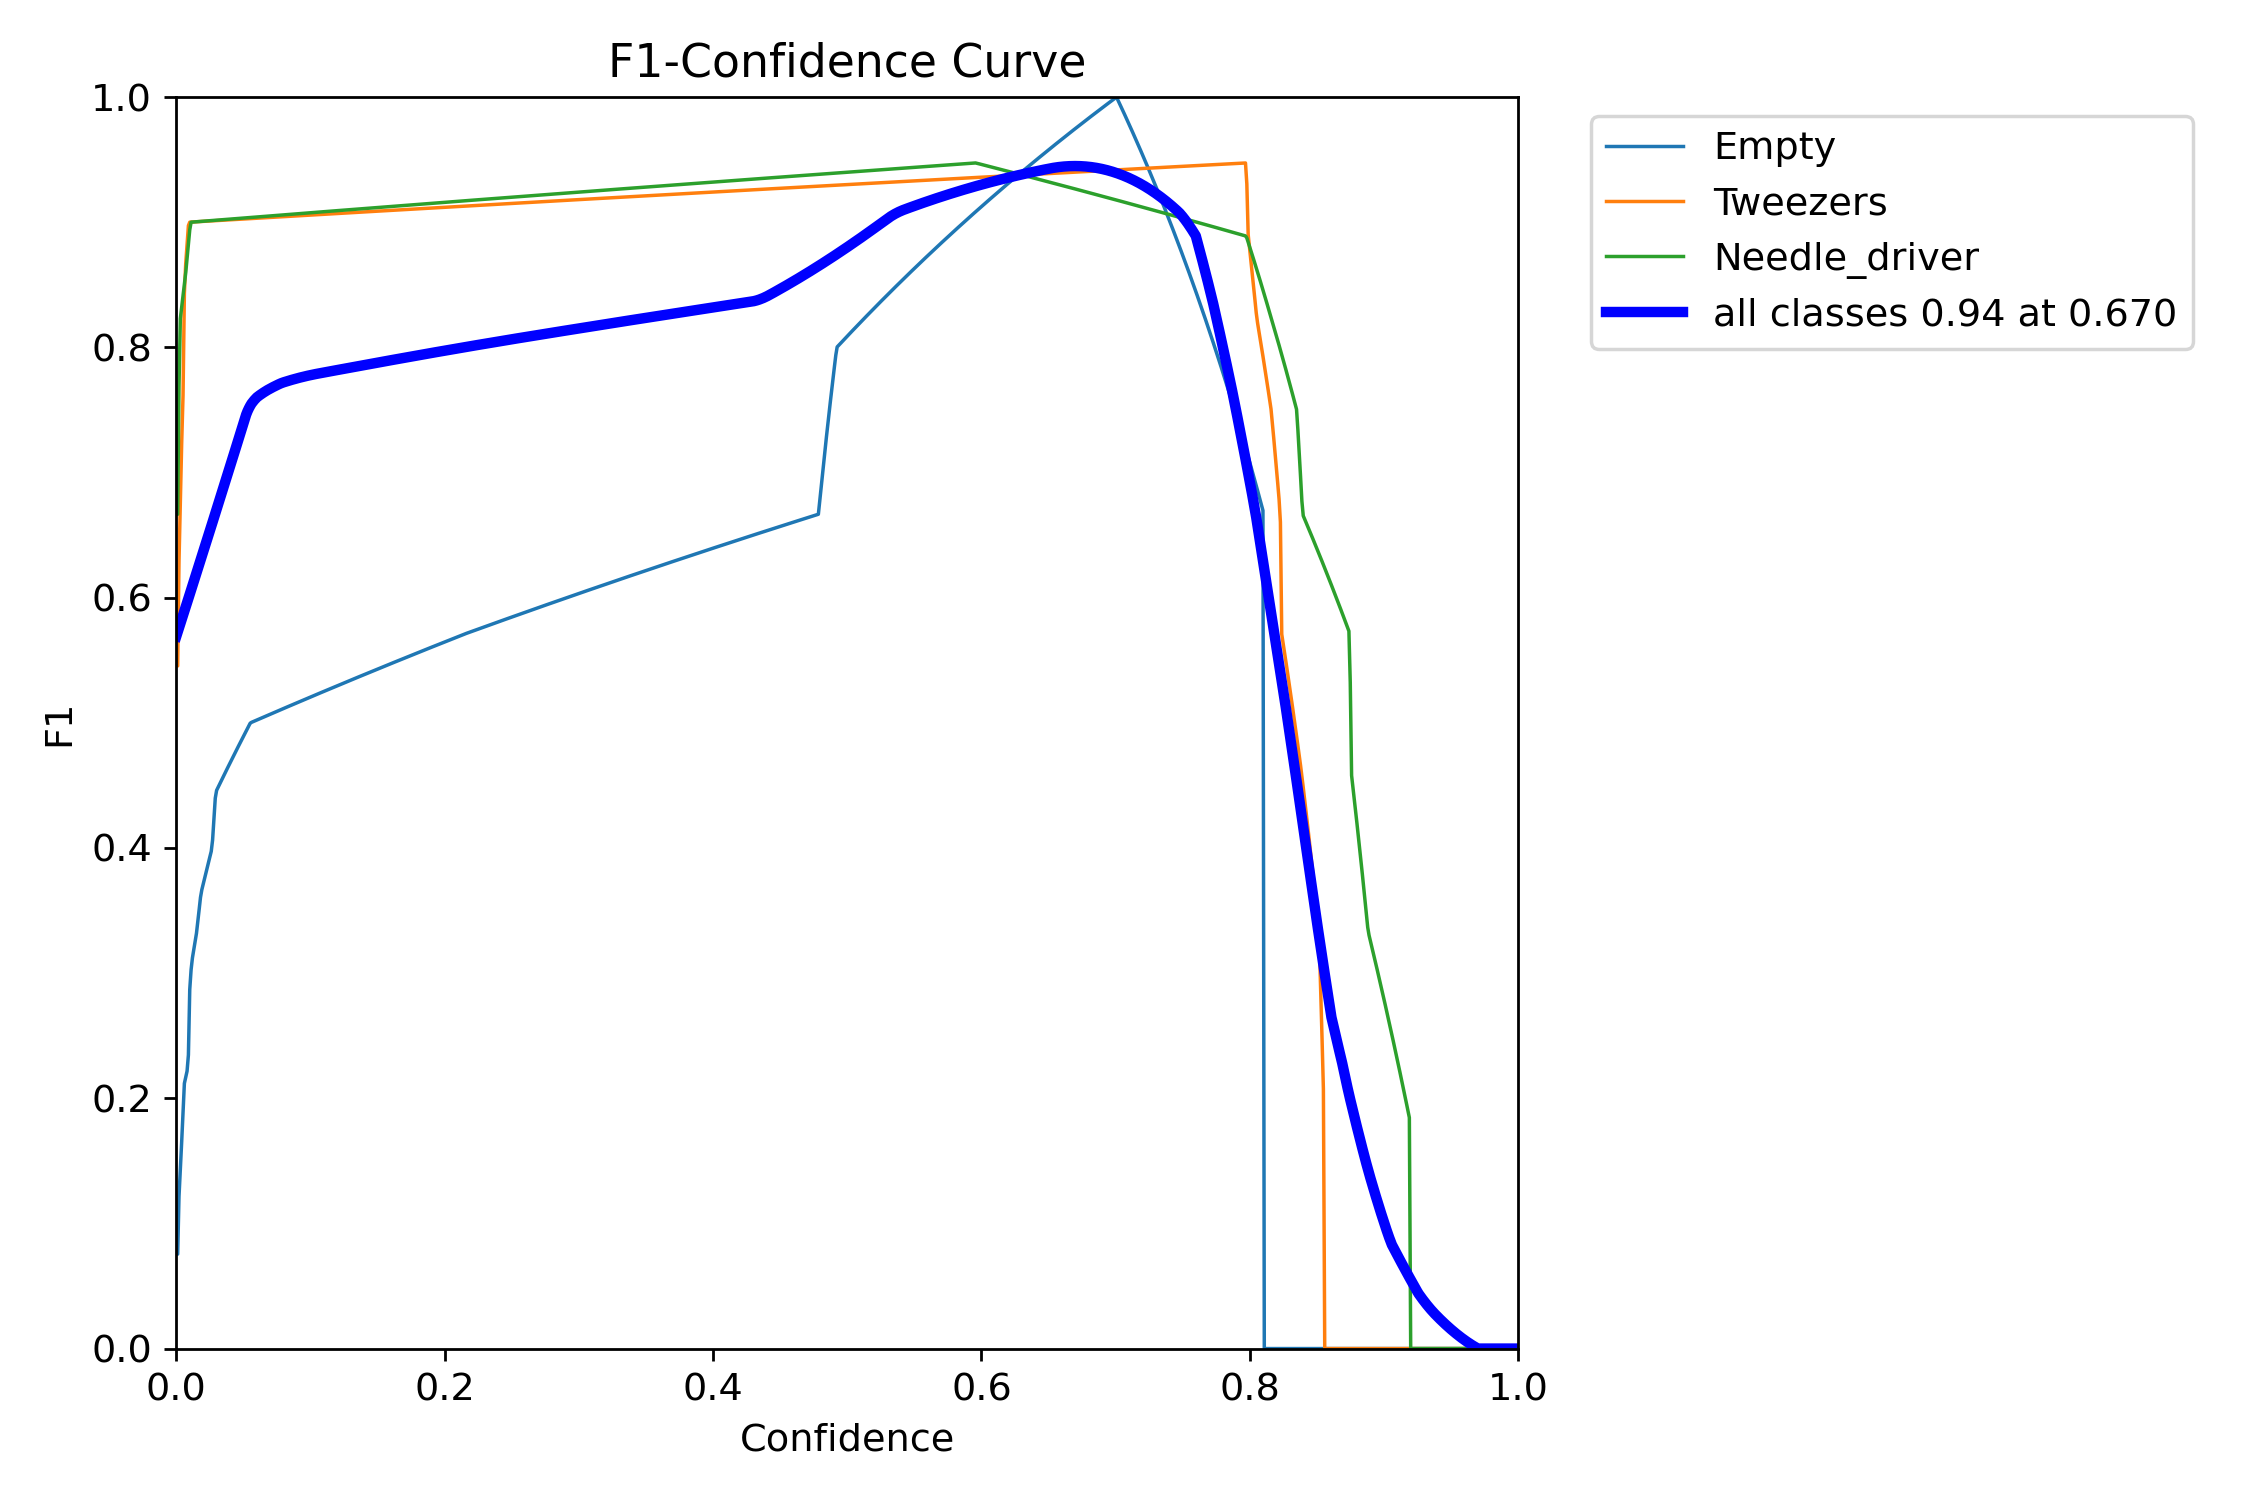 F1-Confidence Curve
1.0
0.8
0.6
0.4
0.2
0.0
F1
0.0 0.2 0.4 0.6 0.8 1.0
Confidence
Empty
Tweezers
Needle_driver
all classes 0.94 at 0.670